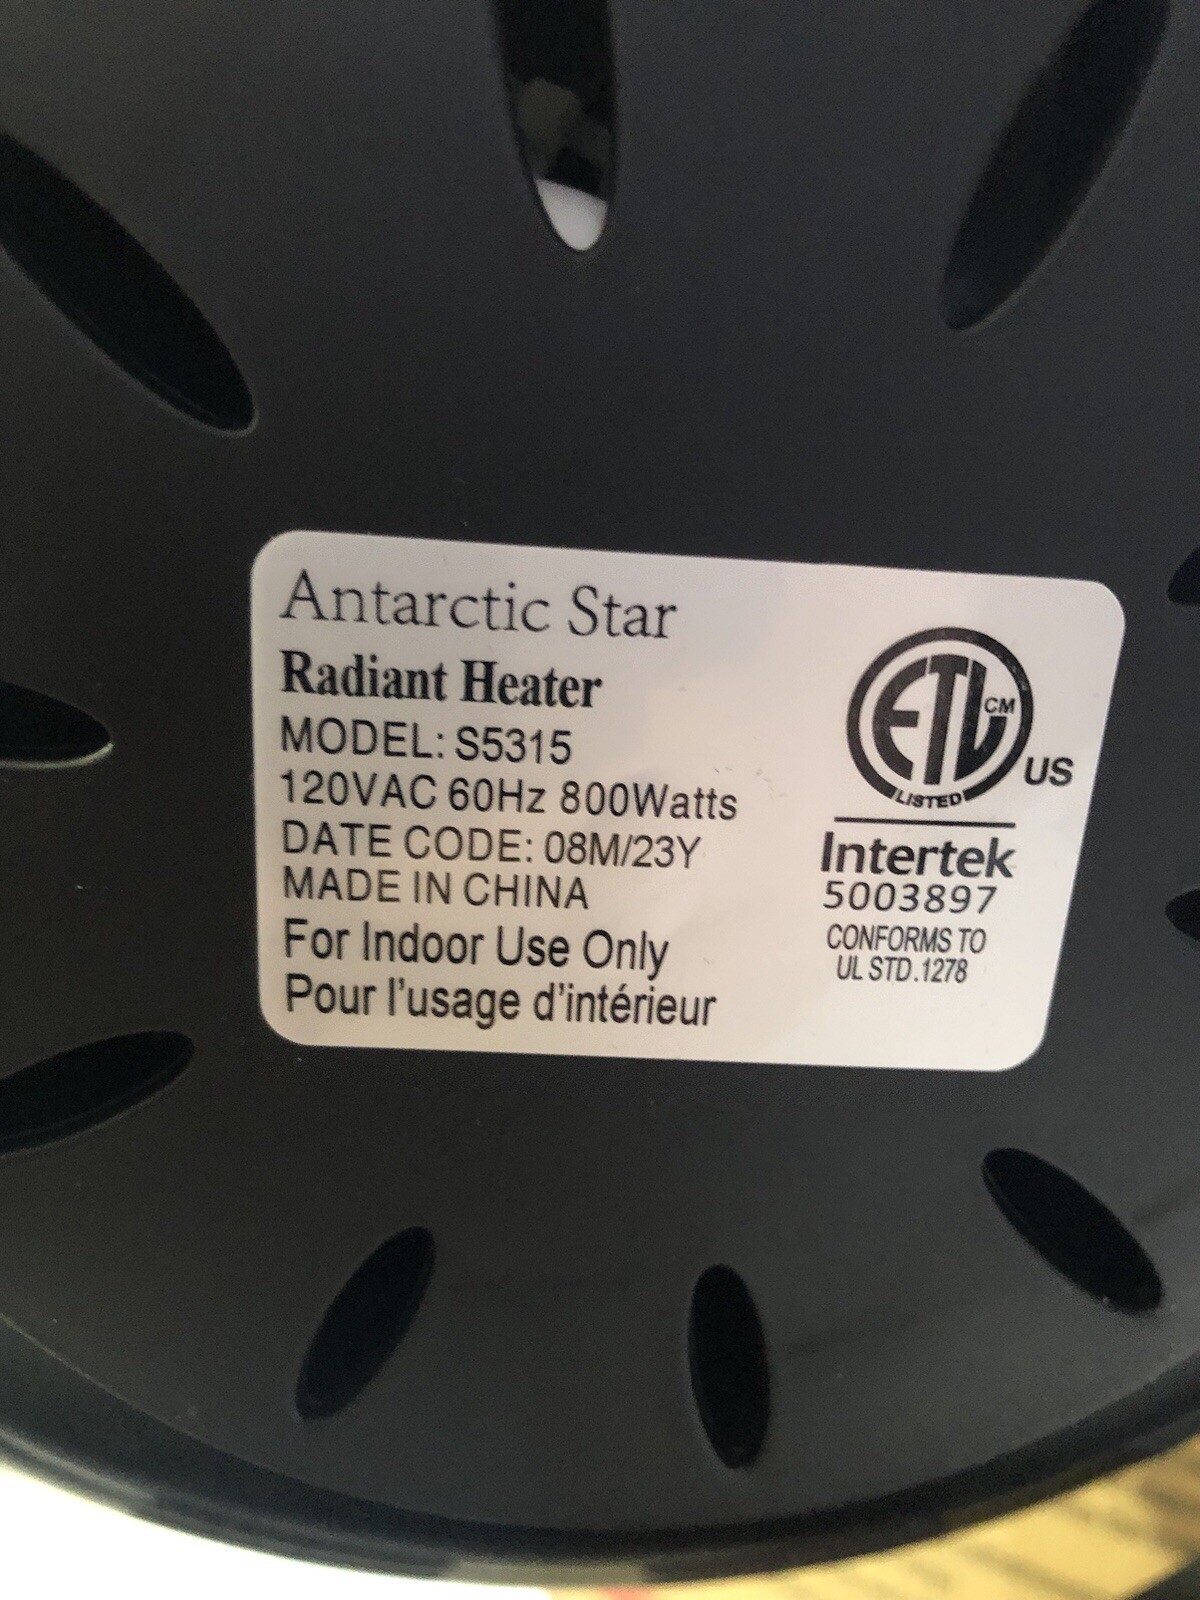 Antarctic Star
Radiant Heater
MODEL: S5315
120VAC 60Hz 800Watts
DATE CODE: 08M/23Y
MADE IN CHINA
For Indoor Use Only
Pour l'usage d'intérieur
ETL CM
LISTED
US
Intertek
5003897
CONFORMS TO
UL STD.1278